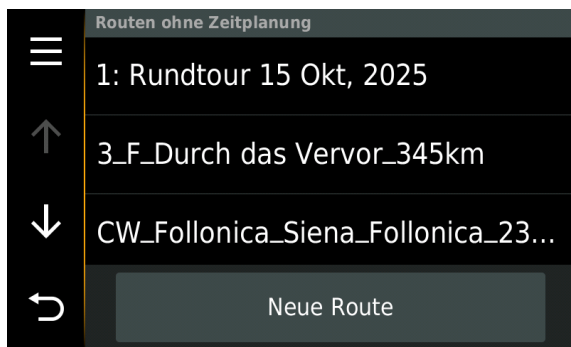 Routen ohne Zeitplanung
1: Rundtour 15 Okt, 2025
3_F_Durch das Vervor_345km
CW_Follonica_Siena_Follonica_23...
Neue Route